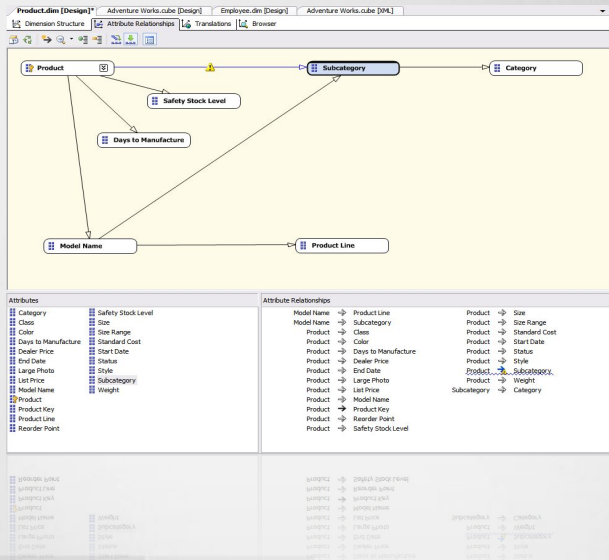 Product.dim [Design]* Adventure Works.cube [Design] Employee.dim [Design] Adventure Works.cube [XML]
Dimension Structure Attribute Relationships Translations Browser
Product Subcategory Category
Safety Stock Level
Days to Manufacture
Model Name Product Line
Attributes
Category Safety Stock Level
Class Size
Color Size Range
Days to Manufacture Standard Cost
Dealer Price Start Date
End Date Status
Large Photo Style
List Price Subcategory
Model Name Weight
Product
Product Key
Product Line
Reorder Point
Attribute Relationships
Model Name Product Line Product Size
Model Name Subcategory Product Size Range
Product Class Product Standard Cost
Product Color Product Start Date
Product Days to Manufacture Product Status
Product Dealer Price Product Style
Product End Date Product Subcategory
Product Large Photo Product Weight
Product List Price Subcategory Category
Product Model Name
Product Product Key
Product Reorder Point
Product Safety Stock Level